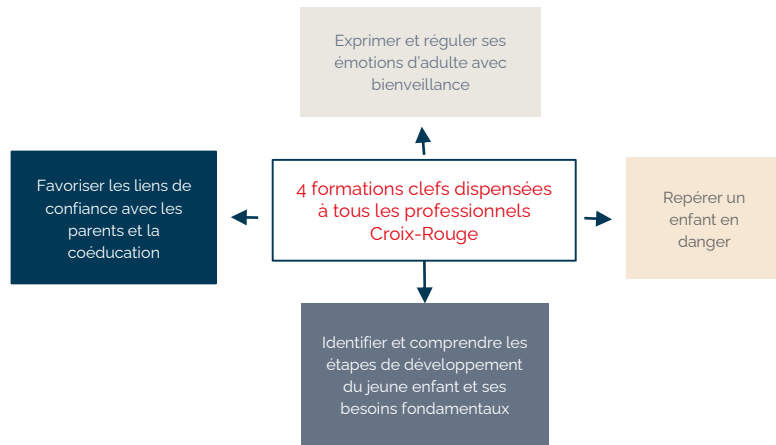 Exprimer et réguler ses
émotions d'adulte avec
bienveillance
Favoriser les liens de
confiance avec les
parents et la
coéducation
4 formations clefs dispensées
à tous les professionnels
Croix-Rouge
Repérer un
enfant en
danger
Identifier et comprendre les
étapes de développement
du jeune enfant et ses
besoins fondamentaux